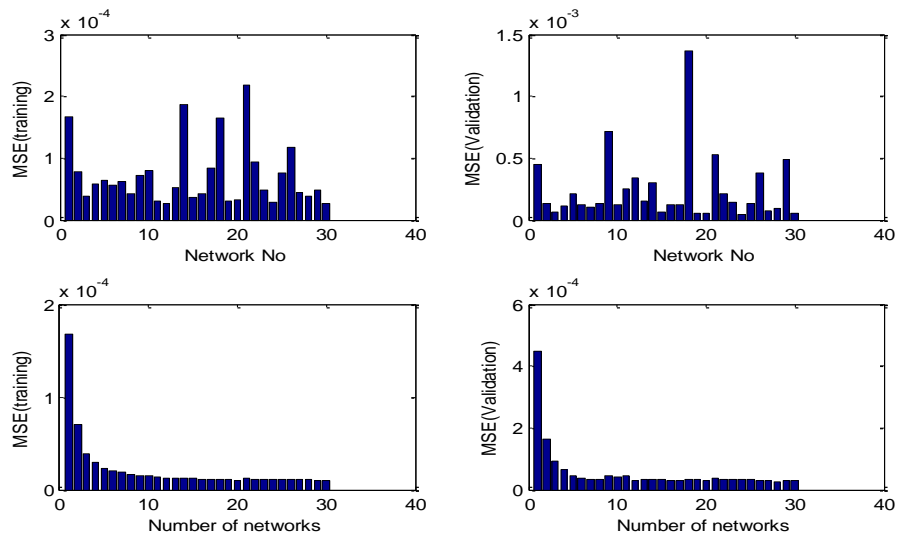 x 10^-4
3
2
1
0
MSE(training)
0 10 20 30 40
Network No
x 10^-3
1.5
1
0.5
0
MSE(Validation)
0 10 20 30 40
Network No
x 10^-4
2
1
0
MSE(training)
0 10 20 30 40
Number of networks
x 10^-4
6
4
2
0
MSE(Validation)
0 10 20 30 40
Number of networks